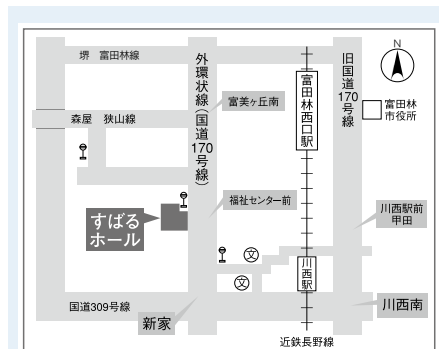 堺 富田林線
外環状線(国道170号線)
富田林西口駅
旧国道170号線
N
富田林
市役所
富美ヶ丘南
森屋 狭山線
福祉センター前
すばる
ホール
川西駅前
甲田
文
文
川西駅
国道309号線
新家
川西南
近鉄長野線